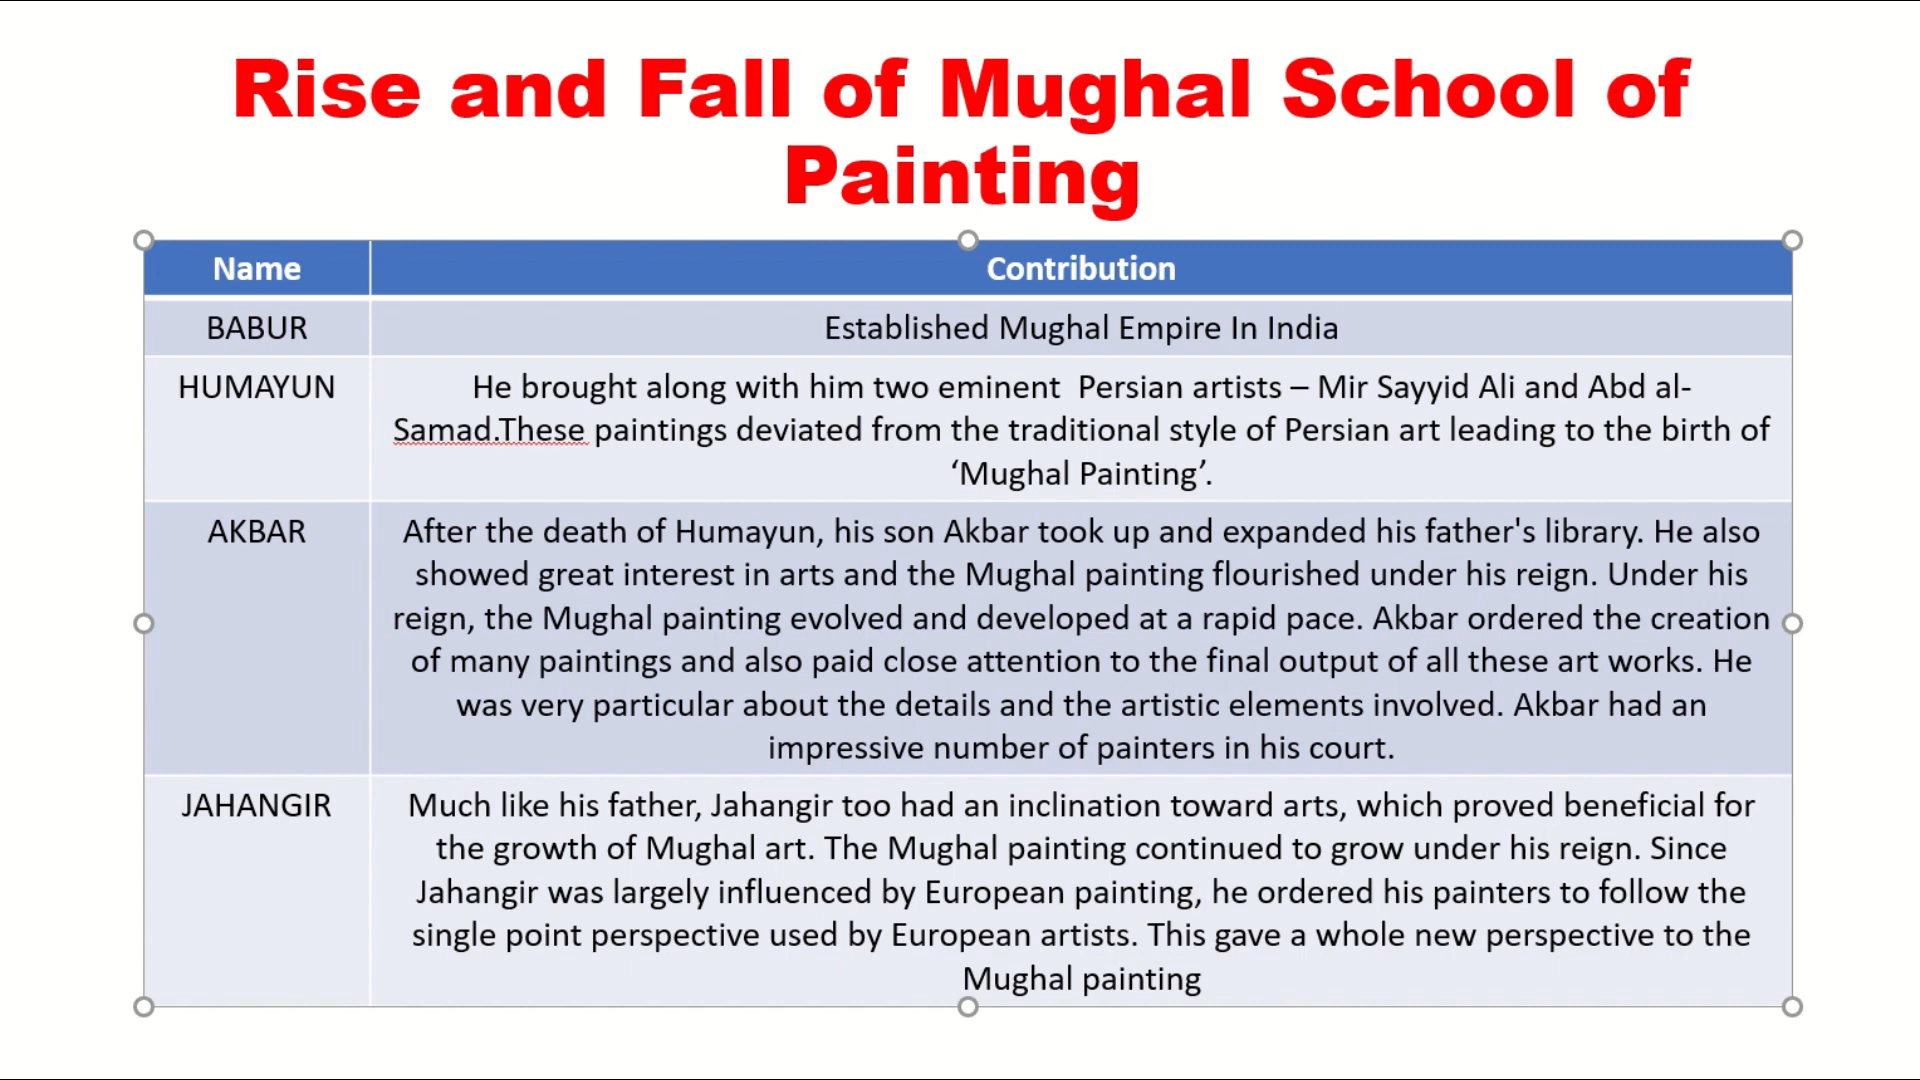 Rise and Fall of Mughal School of
Painting
Name Contribution
BABUR Established Mughal Empire In India
HUMAYUN He brought along with him two eminent  Persian artists – Mir Sayyid Ali and Abd al-
Samad.These paintings deviated from the traditional style of Persian art leading to the birth of
‘Mughal Painting’.
AKBAR After the death of Humayun, his son Akbar took up and expanded his father's library. He also
showed great interest in arts and the Mughal painting flourished under his reign. Under his
reign, the Mughal painting evolved and developed at a rapid pace. Akbar ordered the creation
of many paintings and also paid close attention to the final output of all these art works. He
was very particular about the details and the artistic elements involved. Akbar had an
impressive number of painters in his court.
JAHANGIR Much like his father, Jahangir too had an inclination toward arts, which proved beneficial for
the growth of Mughal art. The Mughal painting continued to grow under his reign. Since
Jahangir was largely influenced by European painting, he ordered his painters to follow the
single point perspective used by European artists. This gave a whole new perspective to the
Mughal painting